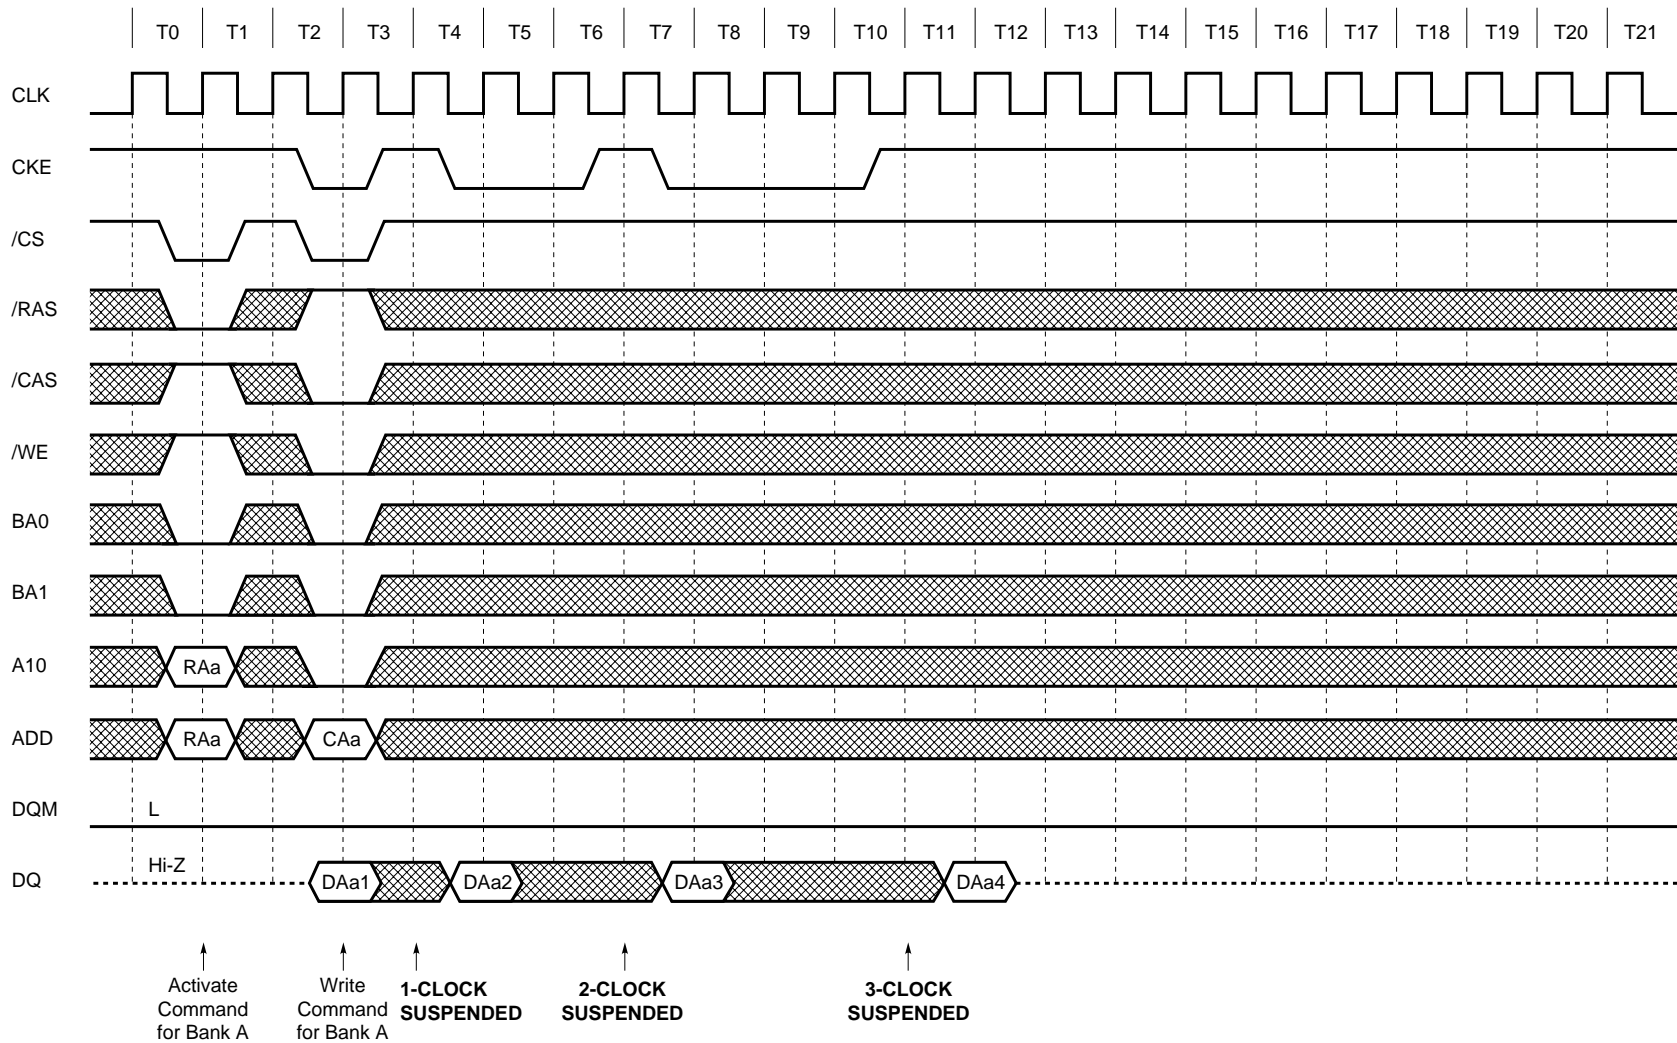 T0 T1 T2 T3 T4 T5 T6 T7 T8 T9 T10 T11 T12 T13 T14 T15 T16 T17 T18 T19 T20 T21
CLK
CKE
/CS
/RAS
/CAS
/WE
BA0
BA1
A10 RAa
ADD RAa CAa
DQM L
DQ Hi-Z DAa1 DAa2 DAa3 DAa4
Activate
Command
for Bank A
Write
Command
for Bank A
1-CLOCK
SUSPENDED
2-CLOCK
SUSPENDED
3-CLOCK
SUSPENDED